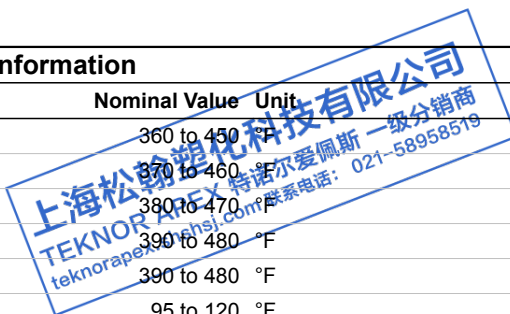 nformation
Nominal Value Unit
360 to 450 °F
370 to 460 °F
380 to 470 °F
390 to 480 °F
390 to 480 °F
95 to 120 °F
上海松翰塑化科技有限公司
TEKNOR APEX 特诺尔爱佩斯 一级分销商
teknorapex.shshsj.com 联系电话: 021-58958519